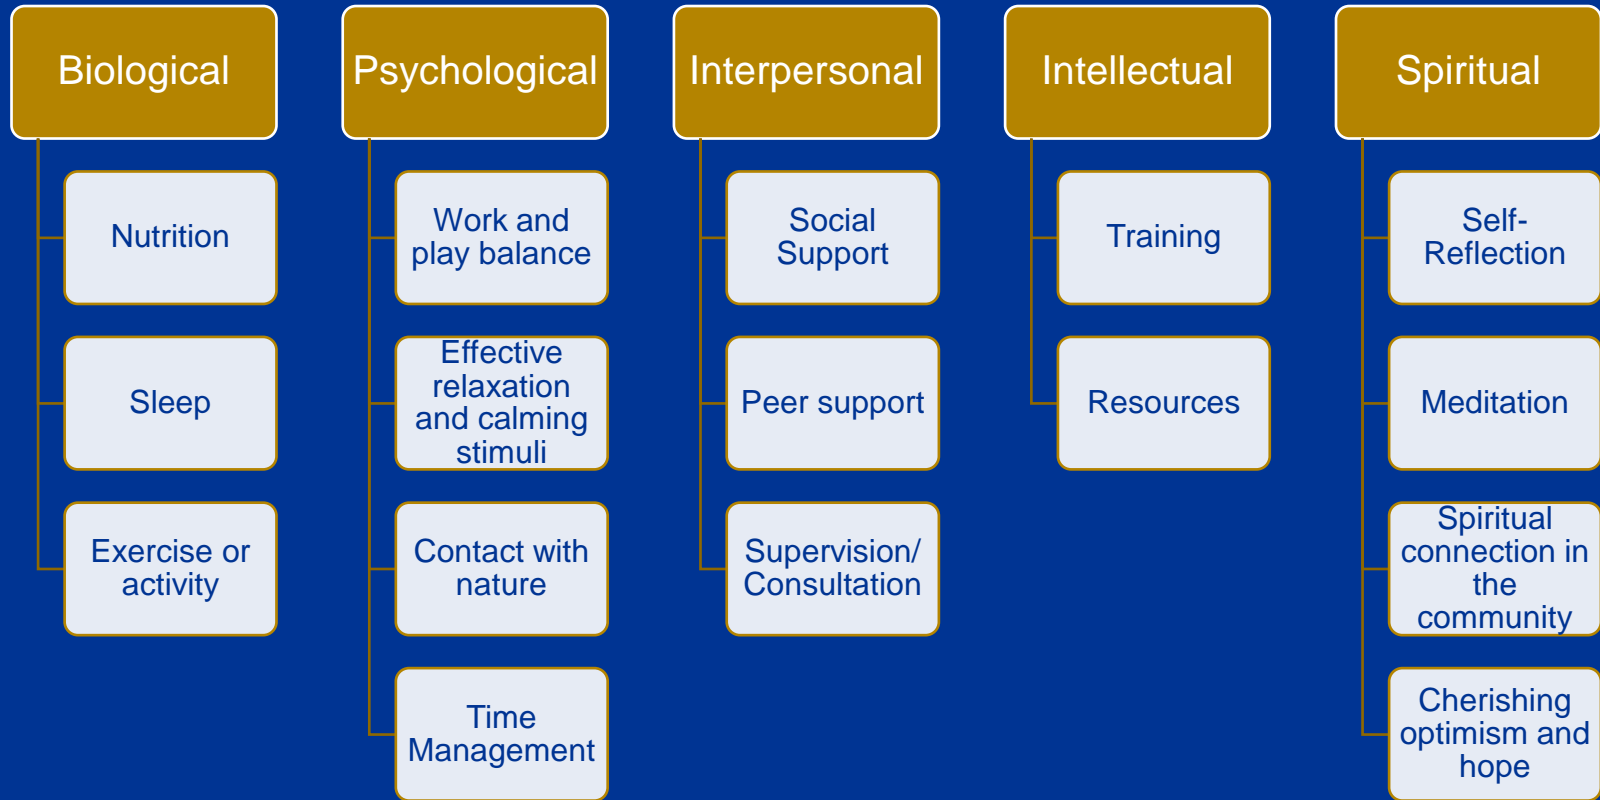 Biological
Nutrition
Sleep
Exercise or
activity
Psychological
Work and
play balance
Effective
relaxation
and calming
stimuli
Contact with
nature
Time
Management
Interpersonal
Social
Support
Peer support
Supervision/
Consultation
Intellectual
Training
Resources
Spiritual
Self-
Reflection
Meditation
Spiritual
connection in
the
community
Cherishing
optimism and
hope